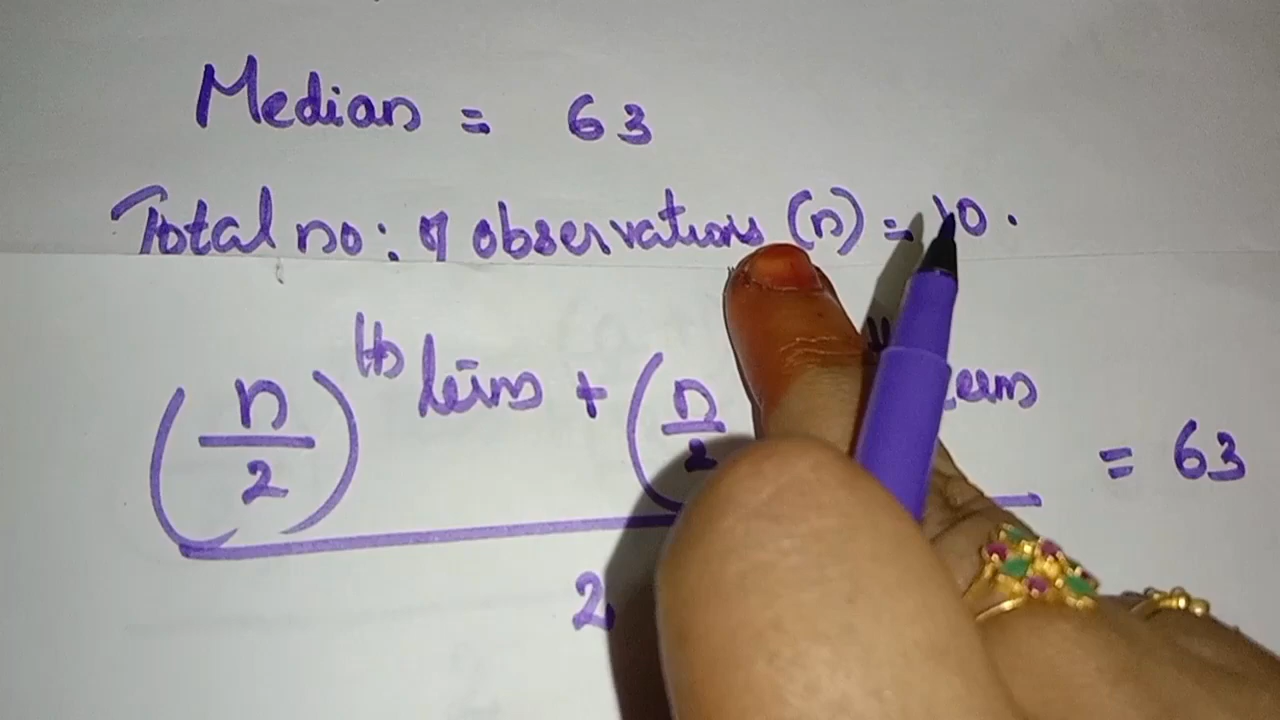 Median = 63
Total no: of observations (n) = 10.
(n/2)th term + (n/2 term
= 63
2